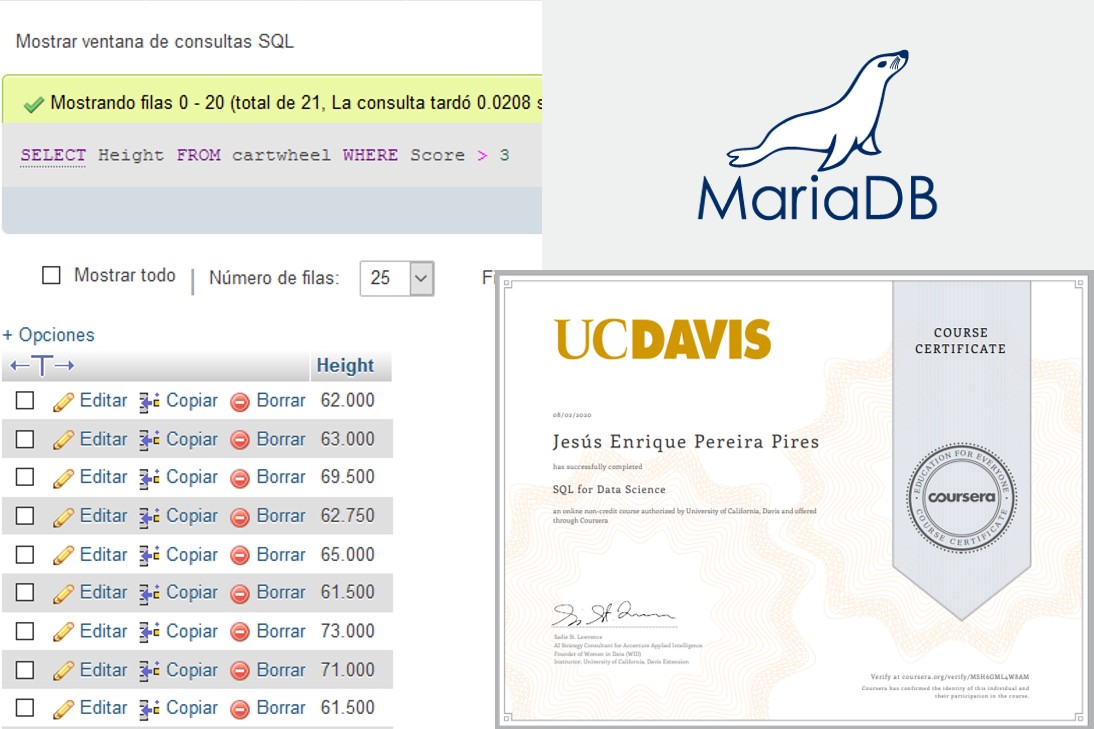 Mostrar ventana de consultas SQL
Mostrando filas 0 - 20 (total de 21, La consulta tardó 0.0208 s
SELECT Height FROM cartwheel WHERE Score > 3
Mostrar todo | Número de filas: 25
+ Opciones
←T→ Height
Editar Copiar Borrar 62.000
Editar Copiar Borrar 63.000
Editar Copiar Borrar 69.500
Editar Copiar Borrar 62.750
Editar Copiar Borrar 65.000
Editar Copiar Borrar 61.500
Editar Copiar Borrar 73.000
Editar Copiar Borrar 71.000
Editar Copiar Borrar 61.500
MariaDB
UCDAVIS
08/02/2020
Jesús Enrique Pereira Pires
has successfully completed
SQL for Data Science
an online non-credit course authorized by University of California, Davis and offered
through Coursera
Sadie St. Lawrence
AI Strategy Consultant for Accenture Applied Intelligence
Founder of Women in Data (WID)
Instructor, University of California, Davis Extension
COURSE
CERTIFICATE
EDUCATION FOR EVERYONE
coursera
COURSE CERTIFICATE
Verify at coursera.org/verify/MSH6GML4W8AM
Coursera has confirmed the identity of this individual and
their participation in the course.